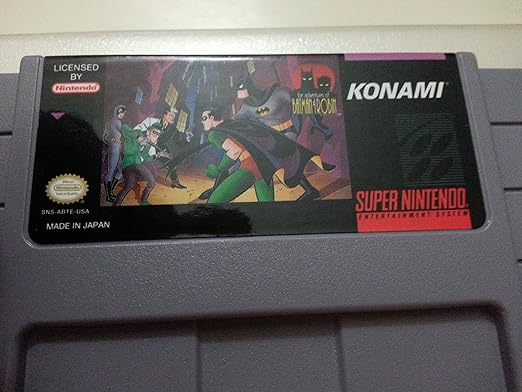 LICENSED BY
Nintendo
the adventures of
BATMAN & ROBIN
KONAMI
Nintendo
SNS-ABTE-USA
MADE IN JAPAN
SUPER NINTENDO
ENTERTAINMENT SYSTEM